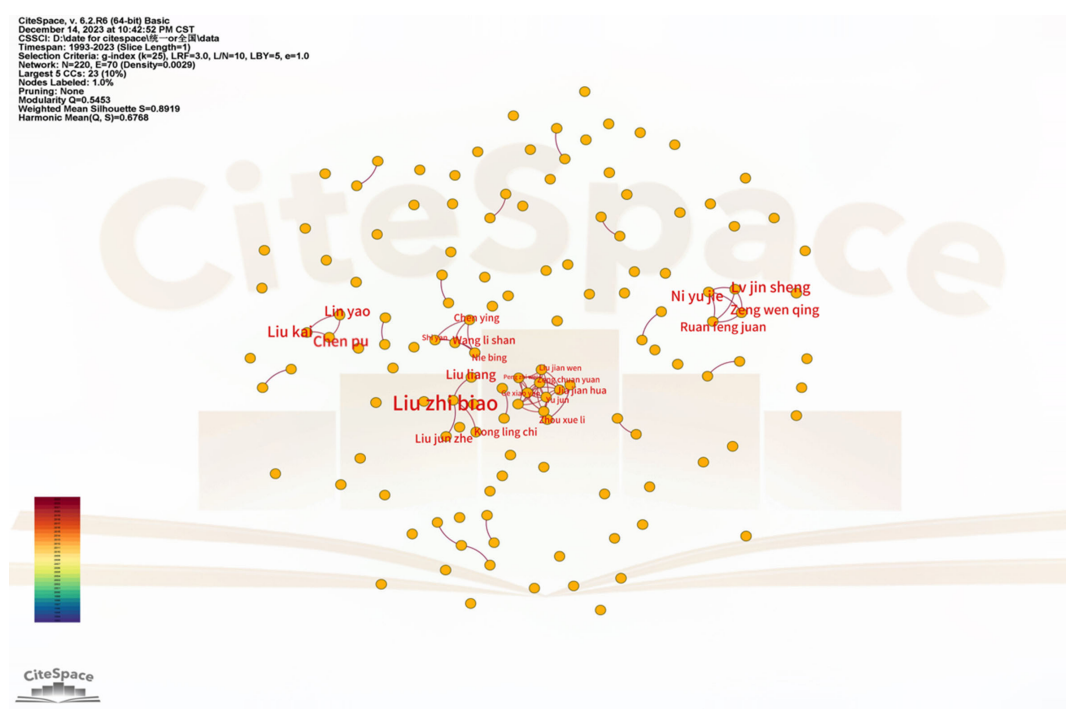 CiteSpace, v. 6.2.R6 (64-bit) Basic
December 14, 2023 at 10:42:52 PM CST
CSSCI: D:\date for citespace\统一or全国\data
Timespan: 1993-2023 (Slice Length=1)
Selection Criteria: g-index (k=25), LRF=3.0, L/N=10, LBY=5, e=1.0
Network: N=220, E=70 (Density=0.0029)
Largest 5 CCs: 23 (10%)
Nodes Labeled: 1.0%
Pruning: None
Modularity Q=0.5453
Weighted Mean Silhouette S=0.8919
Harmonic Mean(Q, S)=0.6768
CiteSpace
Lv jin sheng
Ni yu jie
Zeng wen qing
Ruan feng juan
Lin yao
Liu kai
Chen pu
Chen ying
Wang li shan
Nie bing
Liu jian wen
Liu liang
Zeng chuan yuan
jian hua
Liu zhi biao
Zhou xue li
Kong ling chi
Liu jun zhe
CiteSpace